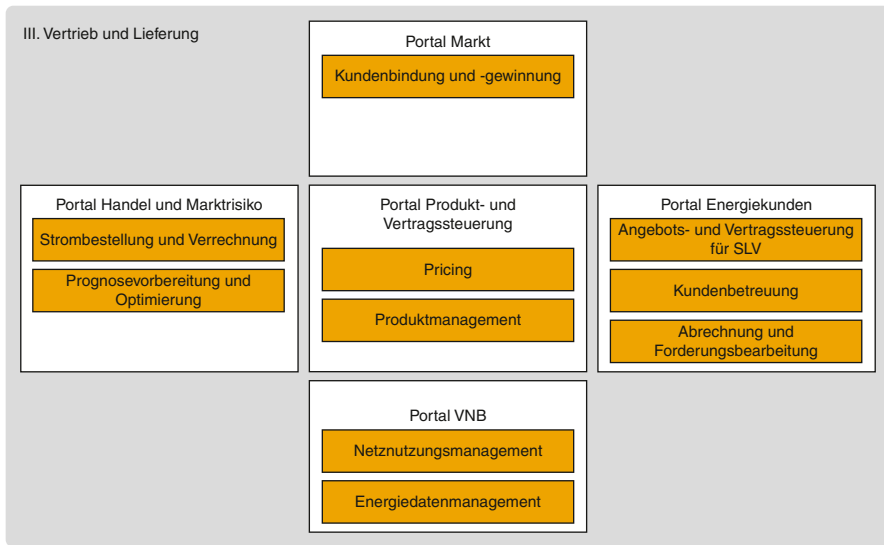 III. Vertrieb und Lieferung
Portal Markt
Kundenbindung und -gewinnung
Portal Handel und Marktrisiko
Strombestellung und Verrechnung
Prognosevorbereitung und
Optimierung
Portal Produkt- und
Vertragssteuerung
Pricing
Produktmanagement
Portal Energiekunden
Angebots- und Vertragssteuerung
für SLV
Kundenbetreuung
Abrechnung und
Forderungsbearbeitung
Portal VNB
Netznutzungsmanagement
Energiedatenmanagement